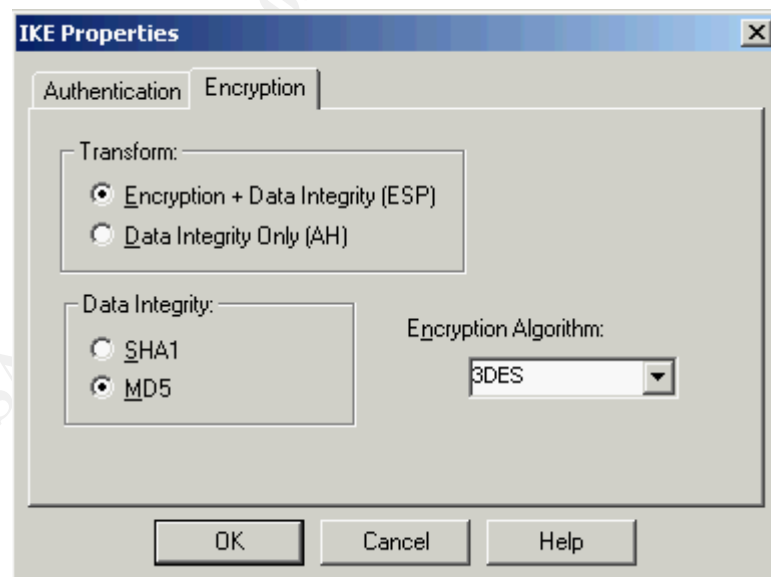 IKE Properties
Authentication
Encryption
Transform:
Encryption + Data Integrity (ESP)
Data Integrity Only (AH)
Data Integrity:
SHA1
MD5
Encryption Algorithm:
3DES
OK
Cancel
Help